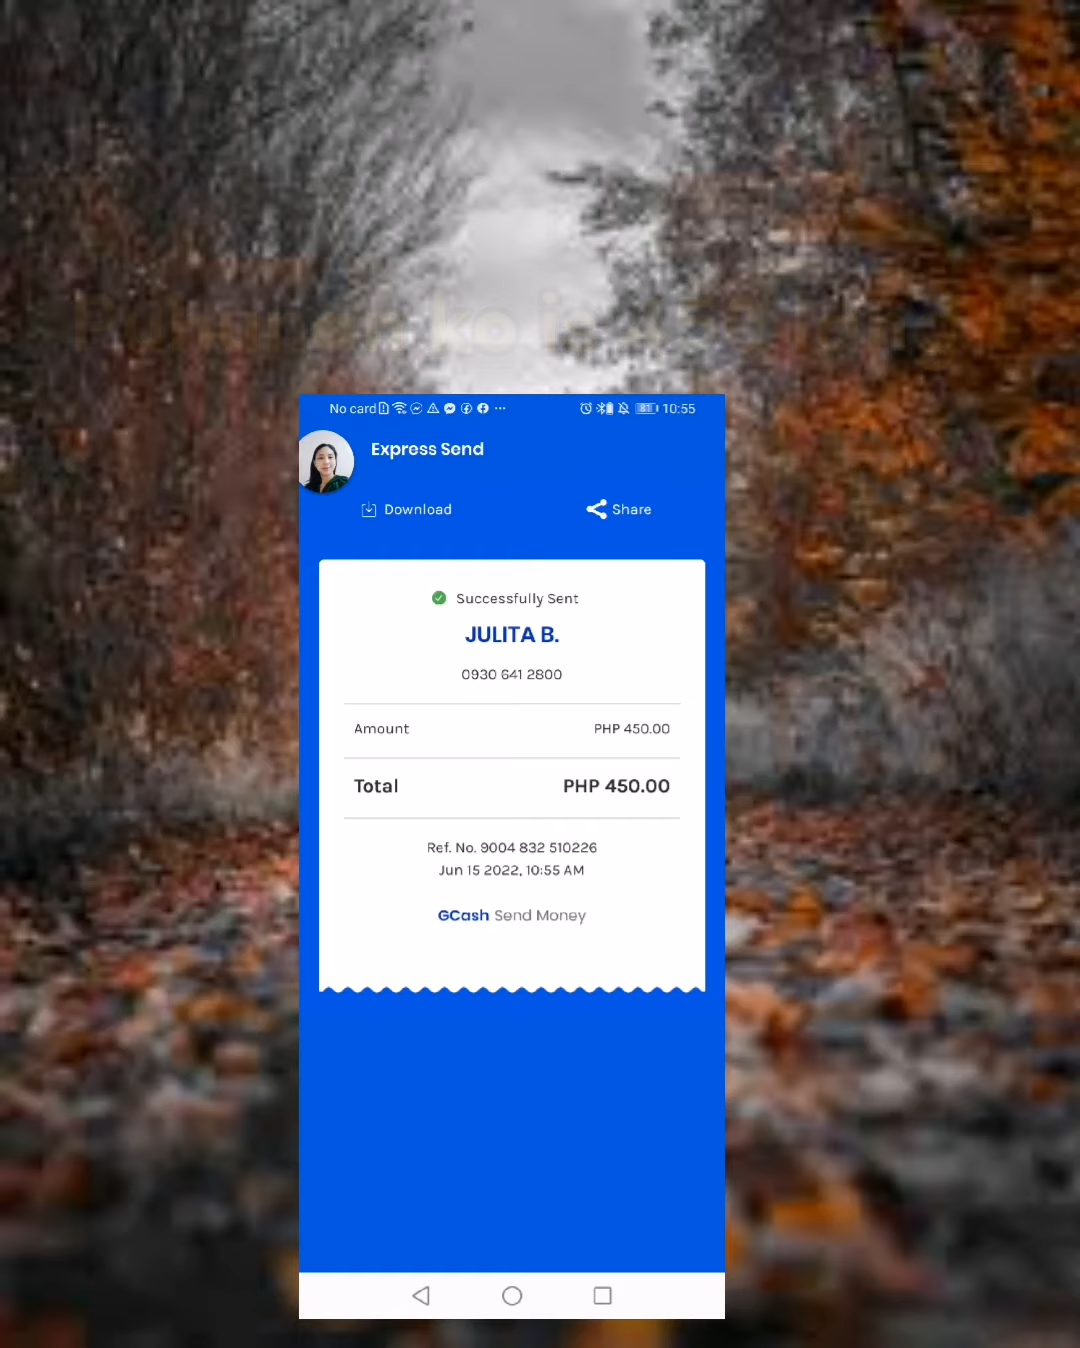 No card 81 10:55
Express Send
Download Share
Successfully Sent
JULITA B.
0930 641 2800
Amount PHP 450.00
Total PHP 450.00
Ref. No. 9004 832 510226
Jun 15 2022, 10:55 AM
GCash Send Money